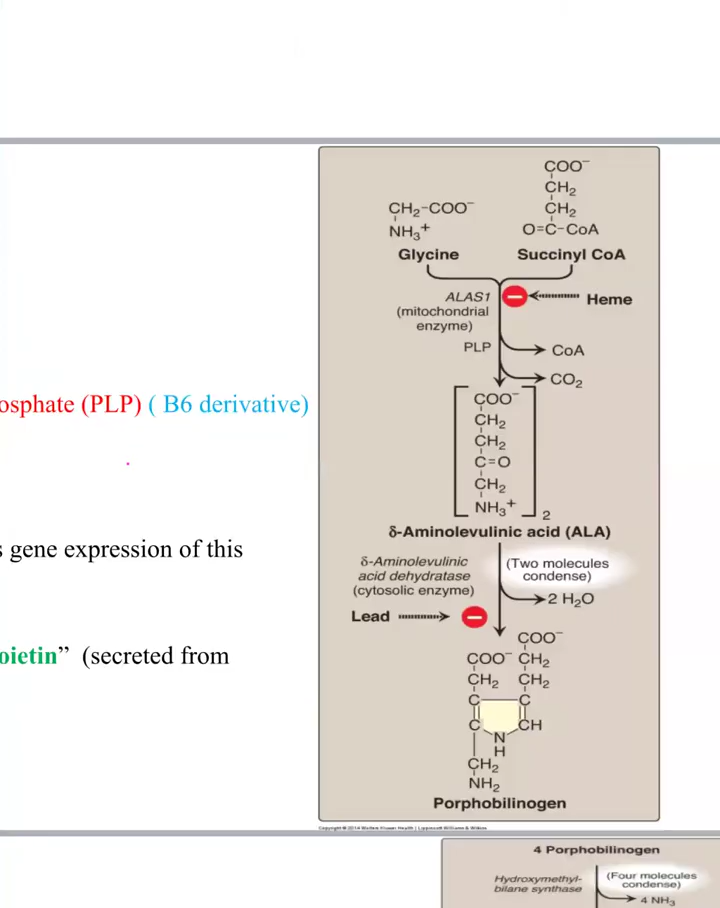 COO⁻
CH₂
CH₂-COO⁻ CH₂
NH₃⁺ O=C-CoA
Glycine Succinyl CoA
ALAS1 Heme
(mitochondrial
enzyme)
PLP CoA
CO₂
osphate (PLP) ( B6 derivative)
COO⁻
CH₂
CH₂
C=O
CH₂
NH₃⁺
2
δ-Aminolevulinic acid (ALA)
s gene expression of this
δ-Aminolevulinic
acid dehydratase
(cytosolic enzyme)
(Two molecules
condense)
2 H₂O
Lead
oietin” (secreted from
COO⁻
COO⁻ CH₂
CH₂ CH₂
C C
C CH
N
H
CH₂
NH₂
Porphobilinogen
Copyright © 2014 Wolters Kluwer Health | Lippincott Williams & Wilkins
4 Porphobilinogen
Hydroxymethyl-
bilane synthase
(Four molecules
condense)
4 NH₃